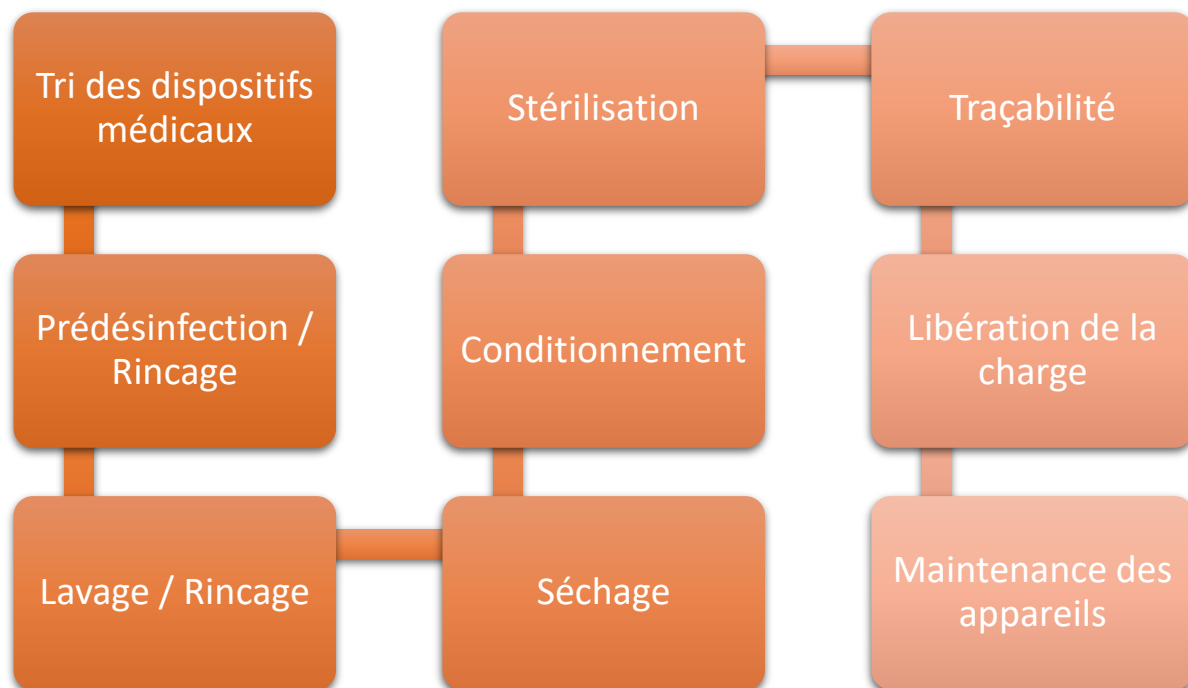 Tri des dispositifs
médicaux
Prédésinfection /
Rincage
Lavage / Rincage
Séchage
Conditionnement
Stérilisation
Traçabilité
Libération de la
charge
Maintenance des
appareils